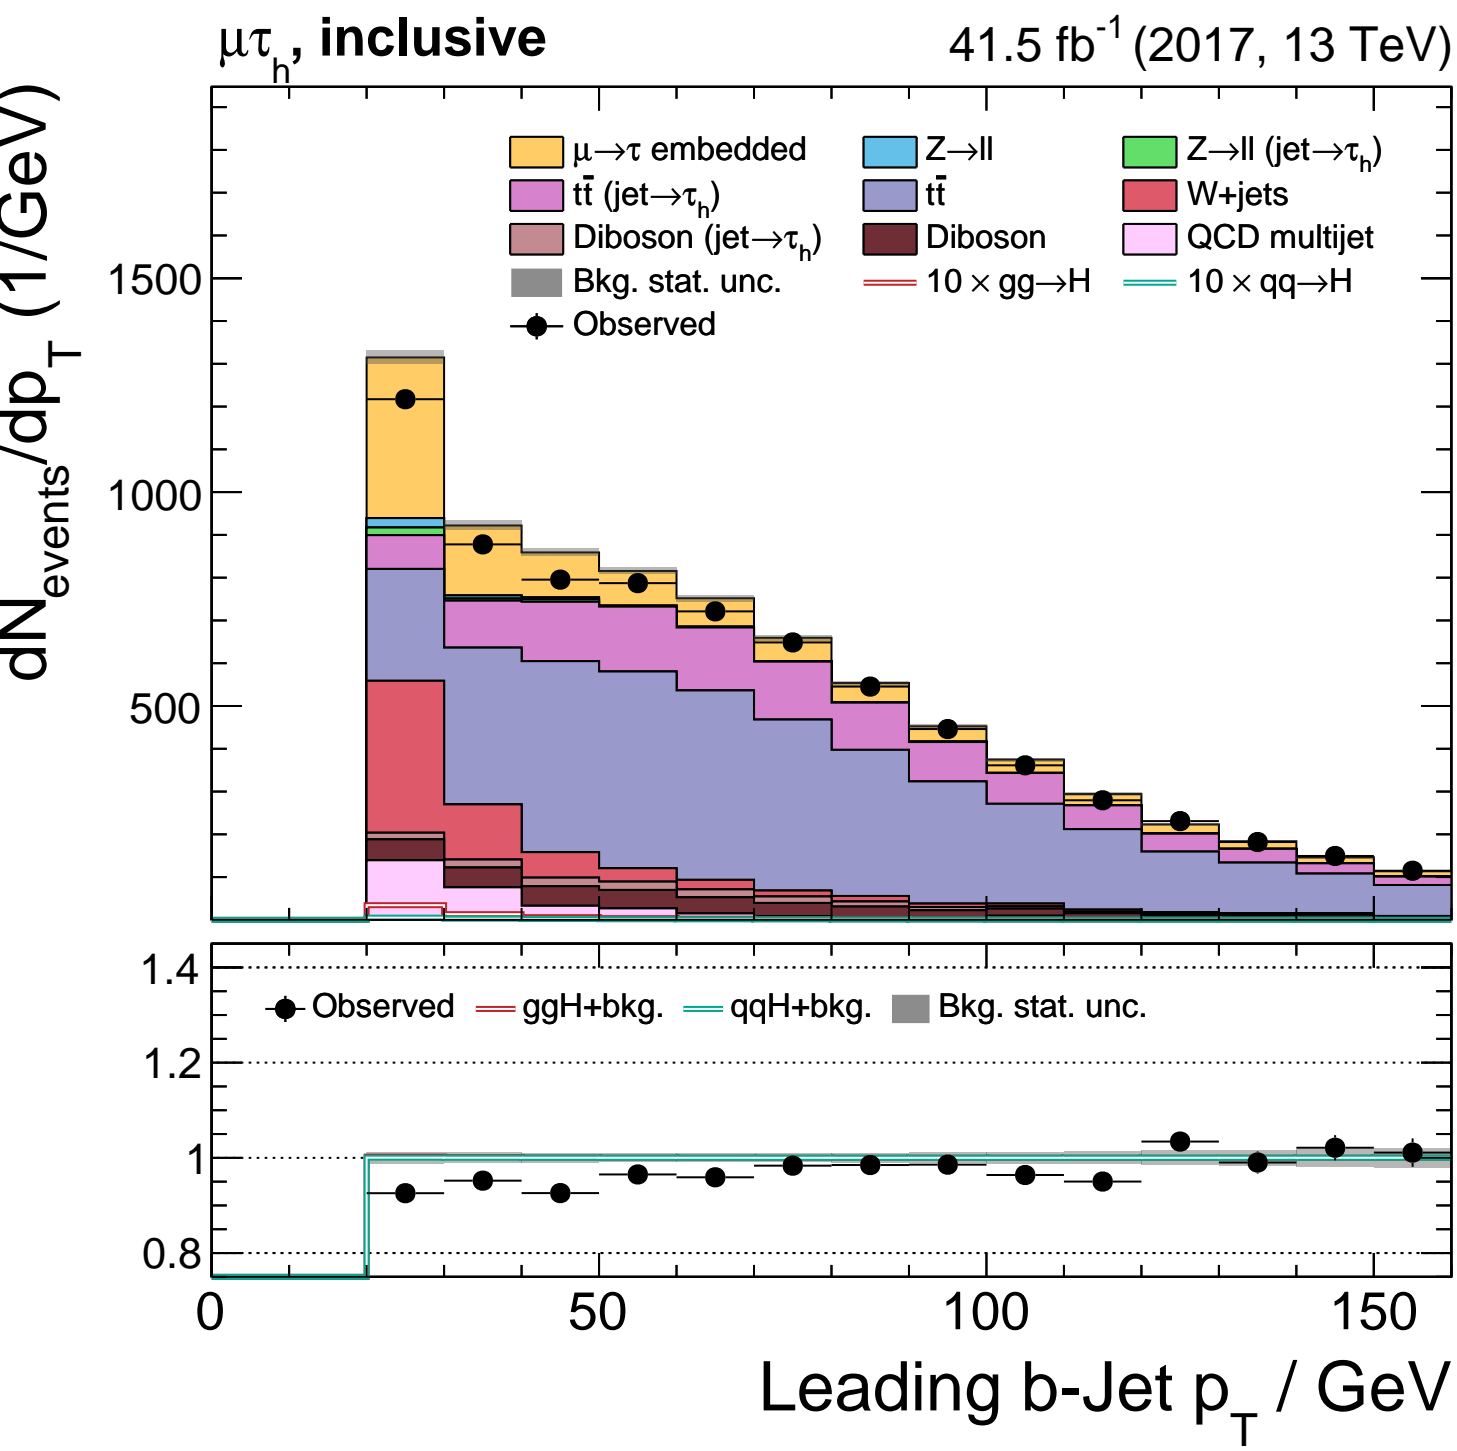 μτh, inclusive 41.5 fb-1 (2017, 13 TeV)
dNevents/dpT (1/GeV)
μ→τ embedded Z→ll Z→ll (jet→τh)
tt̄ (jet→τh) tt̄ W+jets
Diboson (jet→τh) Diboson QCD multijet
Bkg. stat. unc. 10 × gg→H 10 × qq→H
Observed
1500
1000
500
1.4
Observed ggH+bkg. qqH+bkg. Bkg. stat. unc.
1.2
1
0.8
0 50 100 150
Leading b-Jet pT / GeV